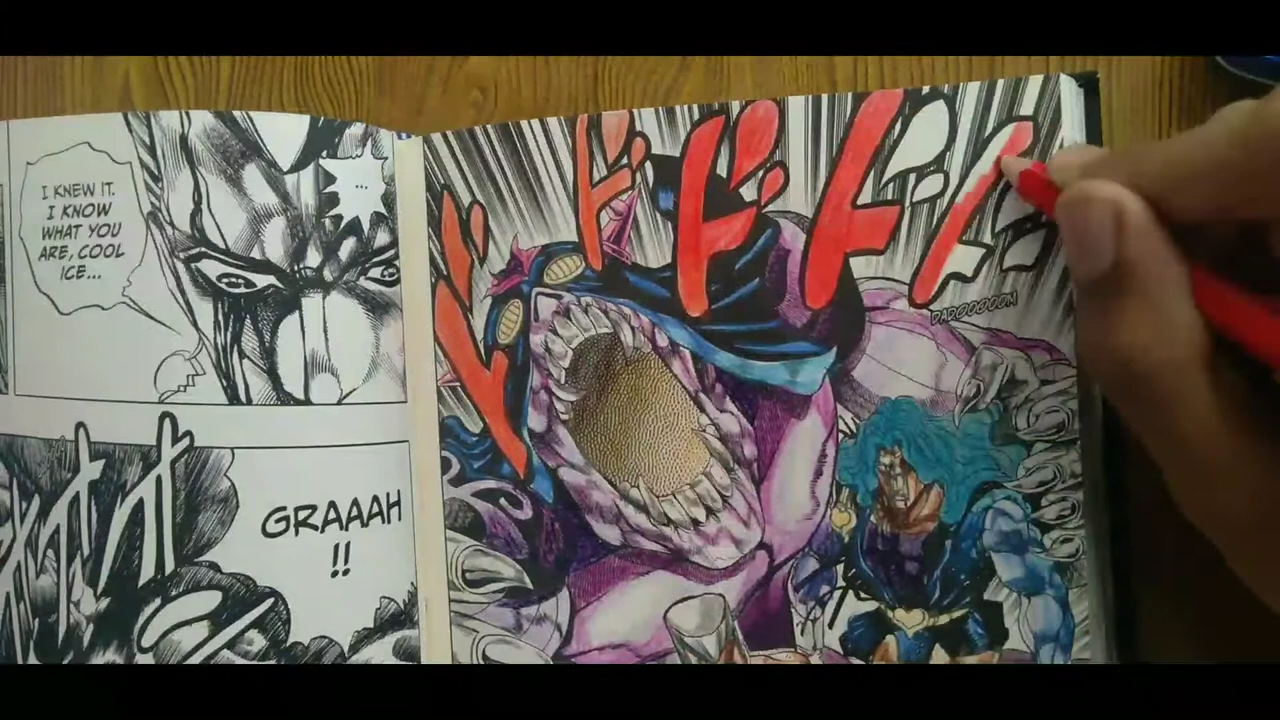 I KNEW IT.
I KNOW
WHAT YOU
ARE, COOL
ICE...
...
GRAAAH
!!
ドドドド
DADOOOOOM